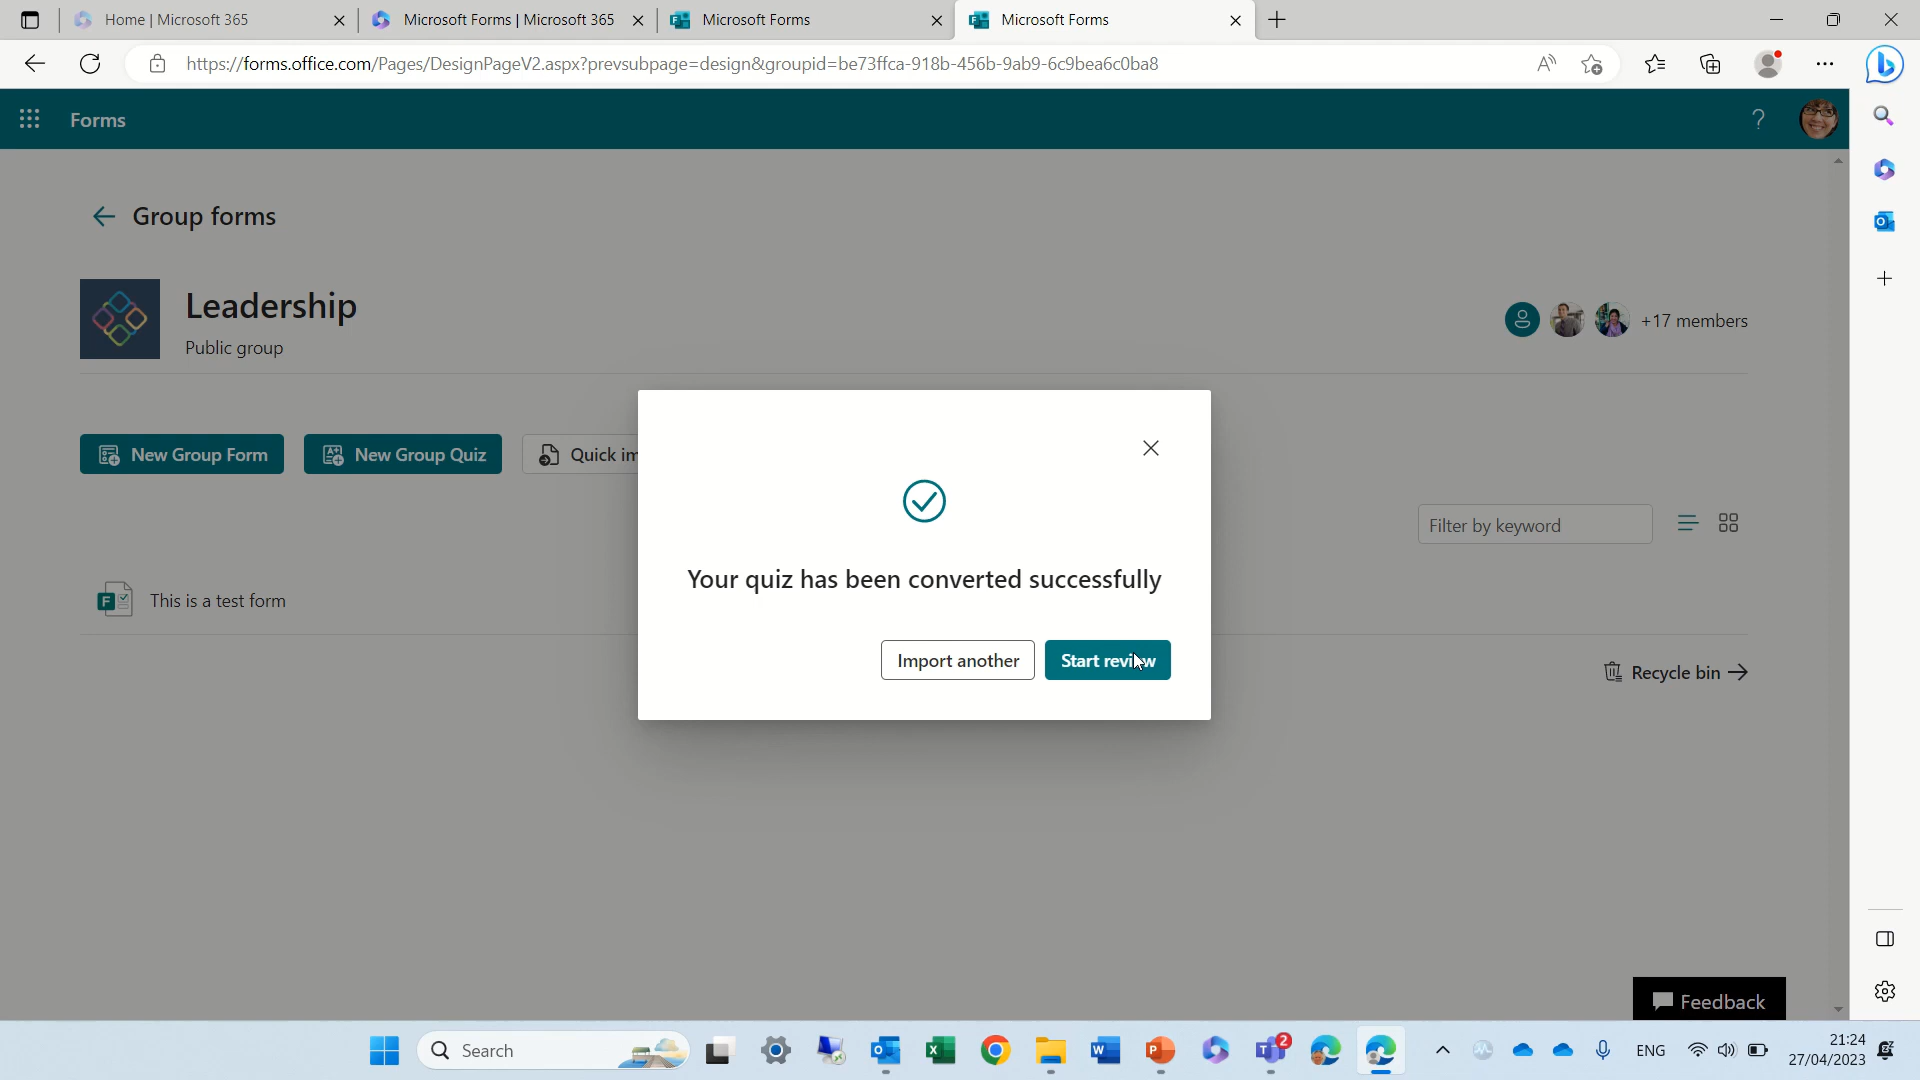 Home | Microsoft 365
Microsoft Forms | Microsoft 365
Microsoft Forms
Microsoft Forms
https://forms.office.com/Pages/DesignPageV2.aspx?prevsubpage=design&groupid=be73ffca-918b-456b-9ab9-6c9bea6c0ba8
Forms
Group forms
Leadership
Public group
+17 members
New Group Form
New Group Quiz
Quick im
Filter by keyword
This is a test form
Your quiz has been converted successfully
Import another
Start review
Recycle bin
Feedback
Search
2
ENG
21:24
27/04/2023